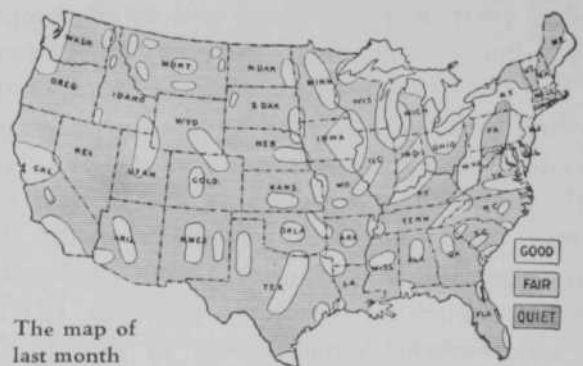 WASH.
MONT
N.DAK
MINN
ME
OREG
IDAHO
S.DAK
WIS
MICH
N.Y.
WYO
IOWA
NEB
PA
NEV
UTAH
COLO
ILL
IND
OHIO
CAL
KANS
MO
KY
VA
TENN
N.C.
ARIZ
N.MEX
OKLA
ARK
S.C.
TEX
LA
MISS
ALA
GA
FLA
GOOD
FAIR
QUIET
The map of
last month